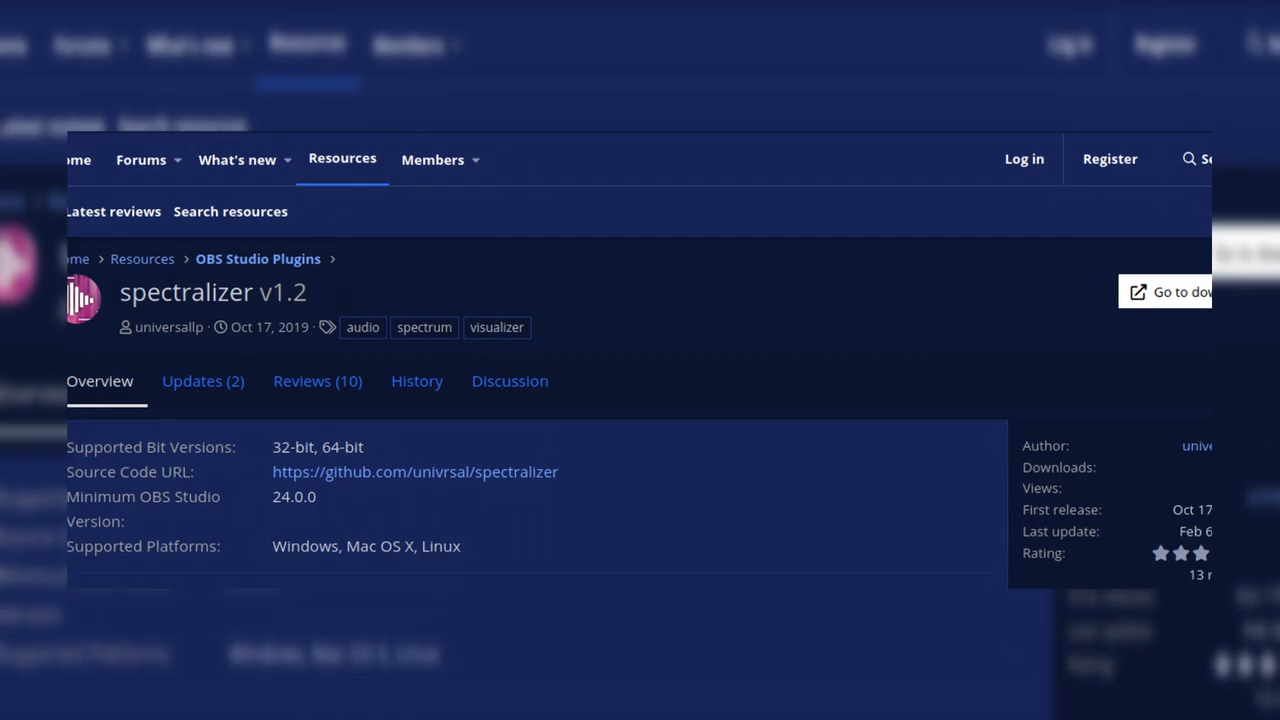 ome Forums What's new Resources Members Log in Register Se
Latest reviews Search resources
ome Resources OBS Studio Plugins
spectralizer v1.2 Go to dow
universallp · Oct 17, 2019 · audio spectrum visualizer
Overview Updates (2) Reviews (10) History Discussion
Supported Bit Versions: 32-bit, 64-bit
Source Code URL: https://github.com/univrsal/spectralizer
Minimum OBS Studio Version: 24.0.0
Supported Platforms: Windows, Mac OS X, Linux
Author: unive
Downloads:
Views:
First release: Oct 17
Last update: Feb 6
Rating:
13 r